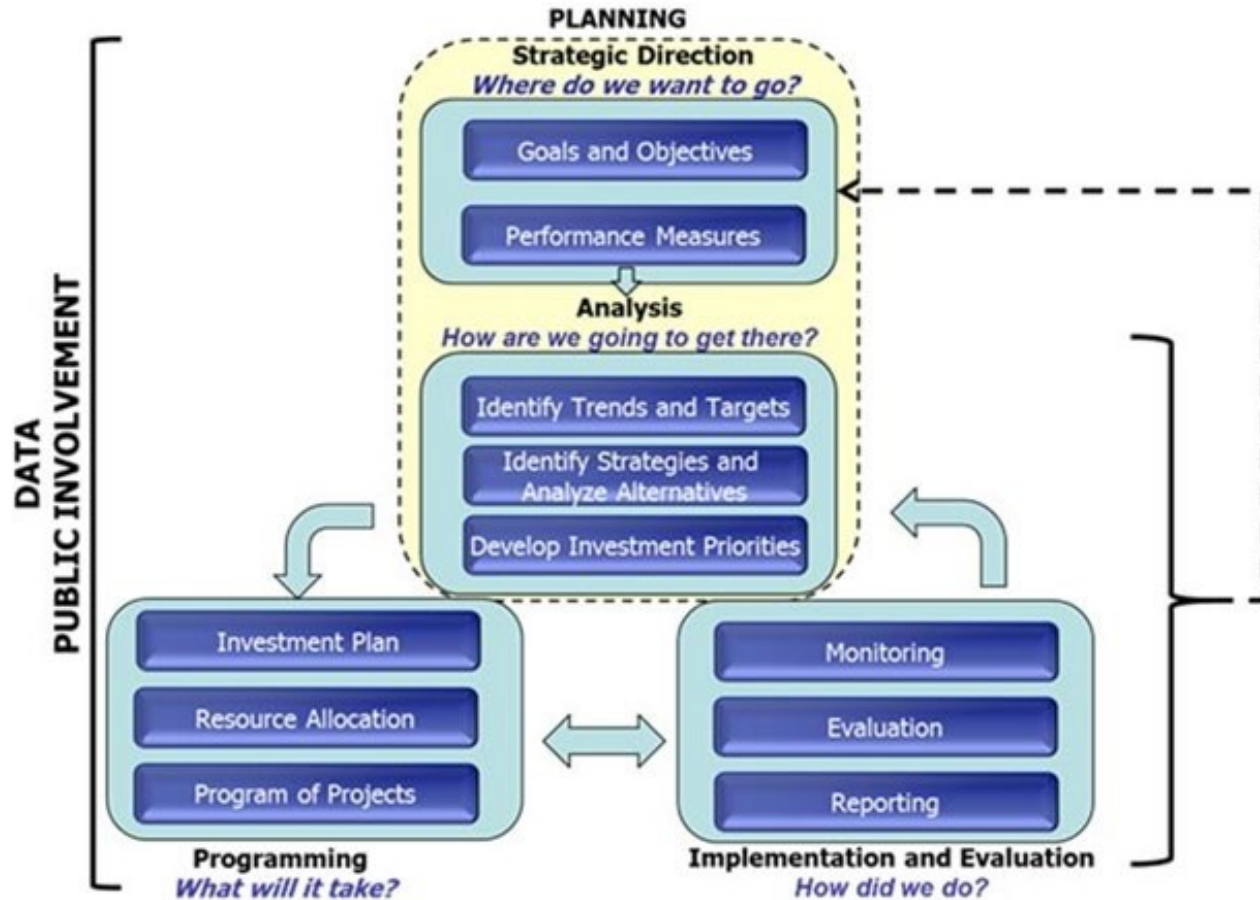 PLANNING
Strategic Direction
Where do we want to go?
Goals and Objectives
Performance Measures
Analysis
How are we going to get there?
Identify Trends and Targets
Identify Strategies and
Analyze Alternatives
Develop Investment Priorities
DATA
PUBLIC INVOLVEMENT
Investment Plan
Resource Allocation
Program of Projects
Programming
What will it take?
Monitoring
Evaluation
Reporting
Implementation and Evaluation
How did we do?